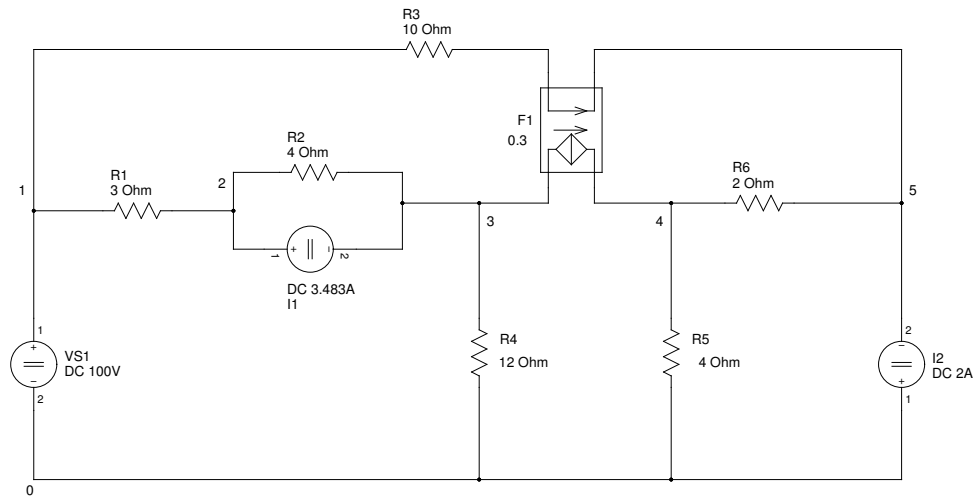 R3
10 Ohm
F1
0.3
R2
4 Ohm
R1
3 Ohm
R6
2 Ohm
1
2
3
4
5
+
-
1
2
DC 3.483A
I1
1
+
VS1
DC 100V
-
2
R4
12 Ohm
R5
4 Ohm
2
-
I2
DC 2A
+
1
0